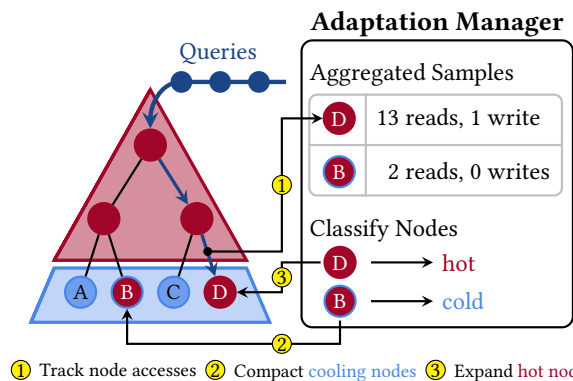 Adaptation Manager
Queries
Aggregated Samples
D 13 reads, 1 write
B 2 reads, 0 writes
1
Classify Nodes
D hot
3
B cold
A B C D
2
1 Track node accesses 2 Compact cooling nodes 3 Expand hot